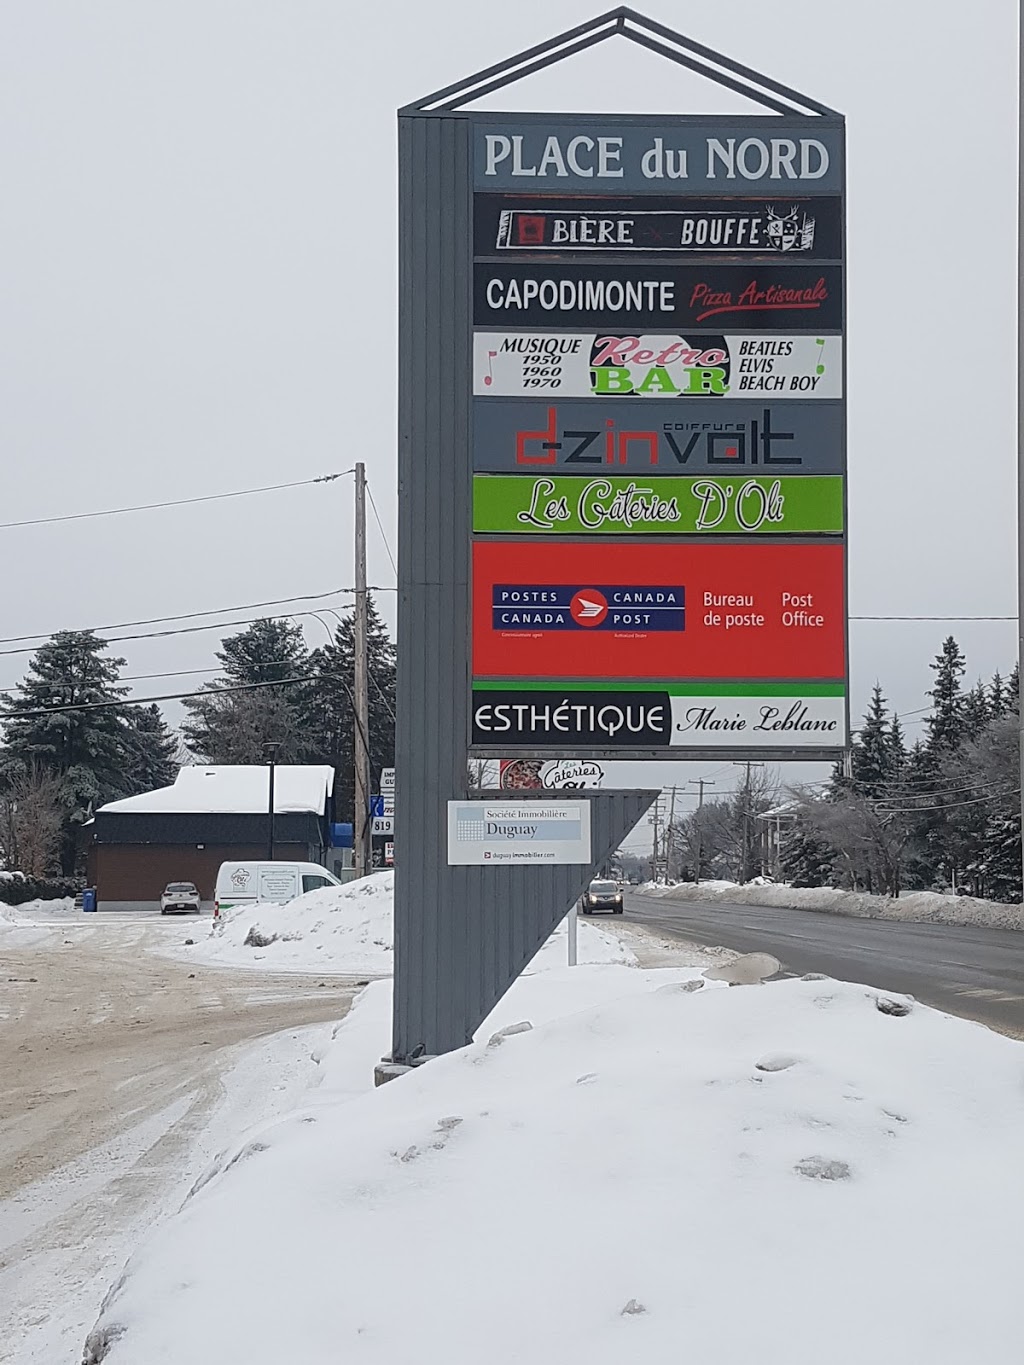 PLACE du NORD
BIÈRE BOUFFE
CAPODIMONTE Pizza Artisanale
MUSIQUE
1950
1960
1970
Retro
BAR
BEATLES
ELVIS
BEACH BOY
COIFFURE
d-zinvolt
Les Gâteries D'Oli
POSTES
CANADA
CANADA
POST
Bureau
de poste
Post
Office
ESTHÉTIQUE Marie Leblanc
Les
Gâteries
Société Immobilière
Duguay
duguayimmobilier.com
819